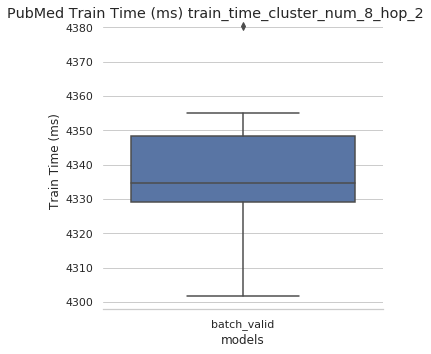 PubMed Train Time (ms) train_time_cluster_num_8_hop_2
4380
4370
4360
4350
4340
4330
4320
4310
4300
Train Time (ms)
batch_valid
models